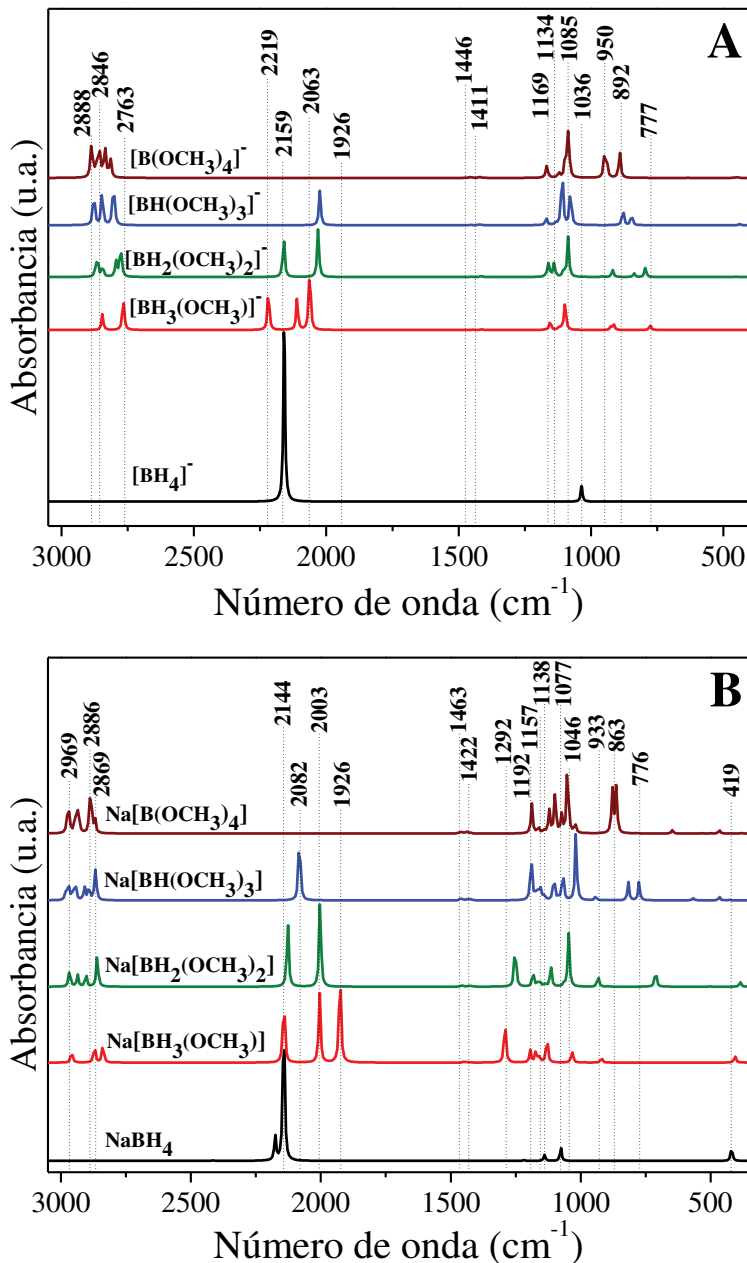 A
2888
2846
2763
2219
2159
2063
1926
1446
1411
1169
1134
1085
1036
950
892
777
[B(OCH3)4]-
[BH(OCH3)3]-
[BH2(OCH3)2]-
[BH3(OCH3)]-
[BH4]-
Absorbancia (u.a.)
3000 2500 2000 1500 1000 500
Número de onda (cm-1)
B
2969
2886
2869
2144
2082
2003
1926
1463
1422
1292
1192
1157
1138
1077
1046
933
863
776
419
Na[B(OCH3)4]
Na[BH(OCH3)3]
Na[BH2(OCH3)2]
Na[BH3(OCH3)]
NaBH4
Absorbancia (u.a.)
3000 2500 2000 1500 1000 500
Número de onda (cm-1)